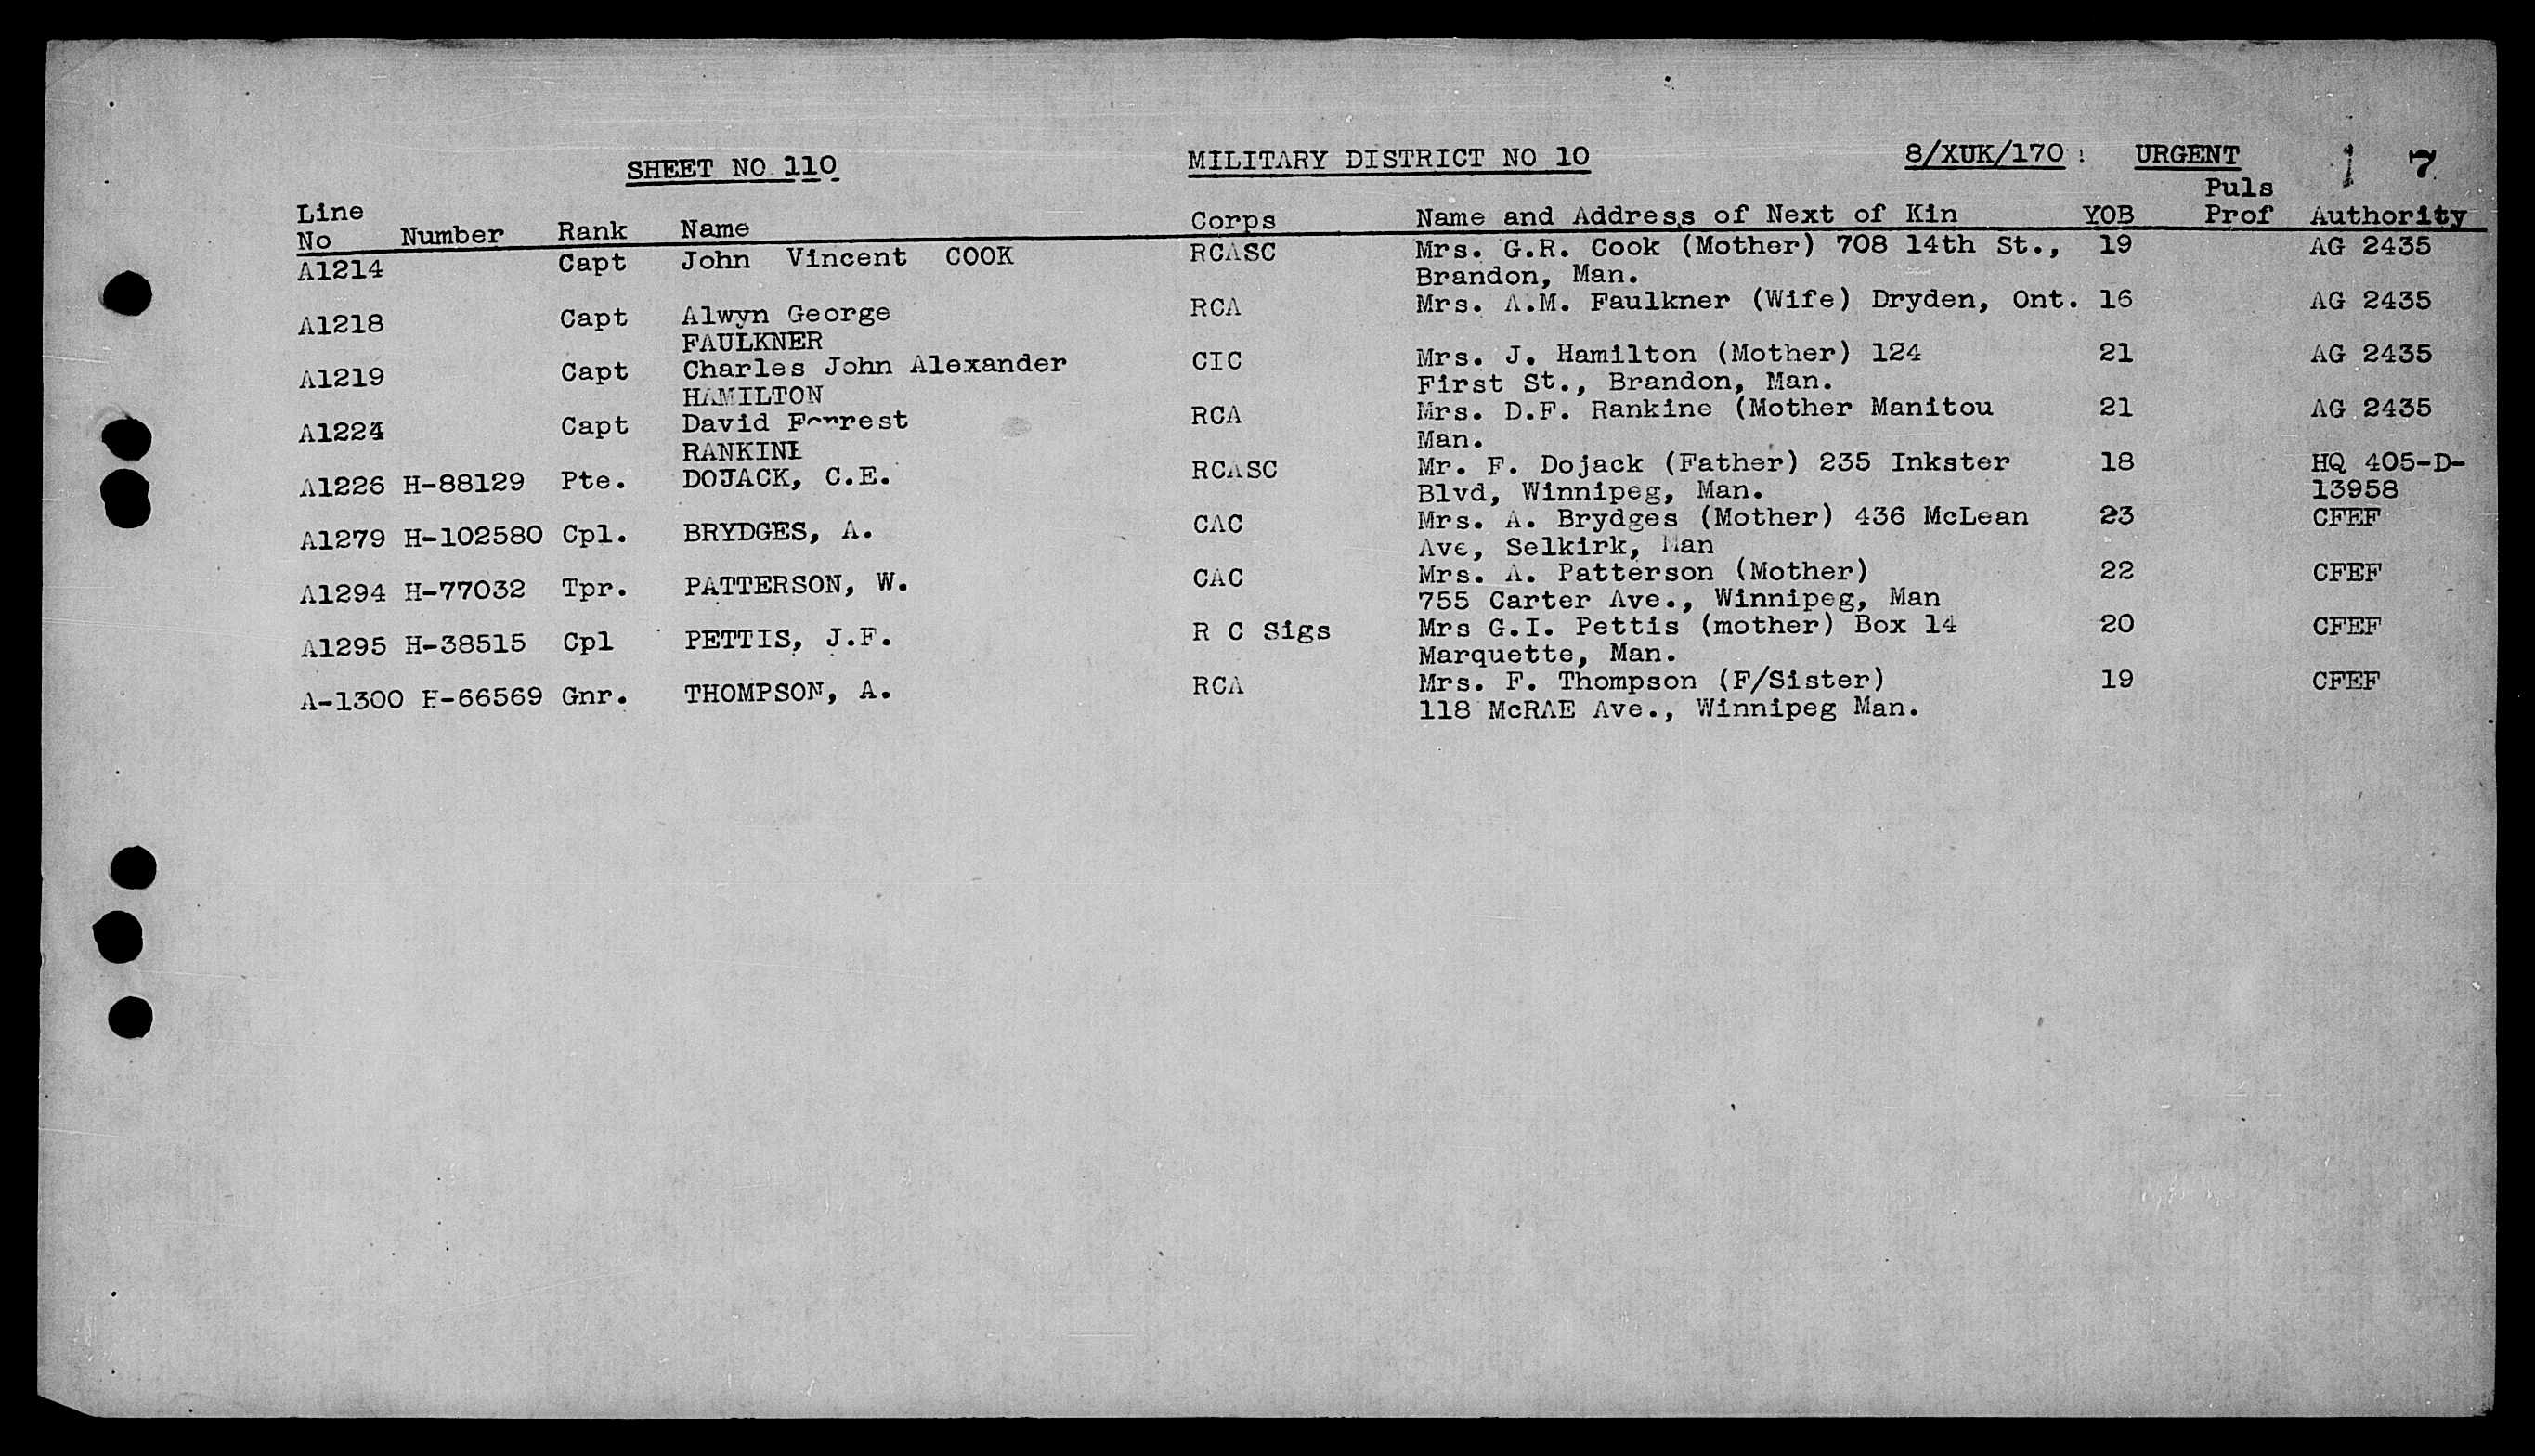 SHEET NO 110 MILITARY DISTRICT NO 10 8/XUK/170 : URGENT 1 7
Puls
Line
No Number Rank Name Corps Name and Address of Next of Kin YOB Prof Authority
A1214 Capt John Vincent COOK RCASC Mrs. G.R. Cook (Mother) 708 14th St., 19 AG 2435
Brandon, Man.
A1218 Capt Alwyn George RCA Mrs. A.M. Faulkner (Wife) Dryden, Ont. 16 AG 2435
FAULKNER
A1219 Capt Charles John Alexander CIC Mrs. J. Hamilton (Mother) 124 21 AG 2435
HAMILTON First St., Brandon, Man.
A1224 Capt David Forrest RCA Mrs. D.F. Rankine (Mother Manitou 21 AG 2435
RANKINE Man.
A1226 H-88129 Pte. DOJACK, C.E. RCASC Mr. F. Dojack (Father) 235 Inkster 18 HQ 405-D-
Blvd, Winnipeg, Man. 13958
A1279 H-102580 Cpl. BRYDGES, A. CAC Mrs. A. Brydges (Mother) 436 McLean 23 CFEF
Ave, Selkirk, Man
A1294 H-77032 Tpr. PATTERSON, W. CAC Mrs. A. Patterson (Mother) 22 CFEF
755 Carter Ave., Winnipeg, Man
A1295 H-38515 Cpl PETTIS, J.F. R C Sigs Mrs G.I. Pettis (mother) Box 14 20 CFEF
Marquette, Man.
A-1300 H-66569 Gnr. THOMPSON, A. RCA Mrs. F. Thompson (F/Sister) 19 CFEF
118 McRAE Ave., Winnipeg Man.